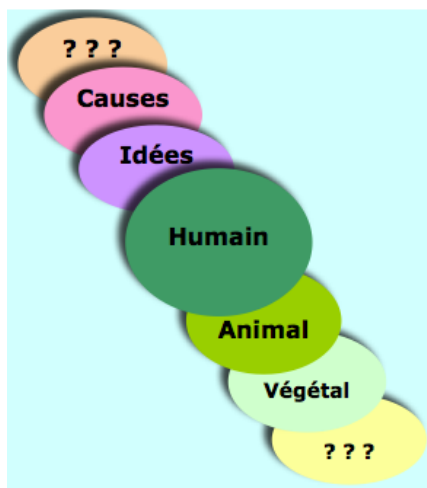 ? ? ?
Causes
Idées
Humain
Animal
Végétal
? ? ?